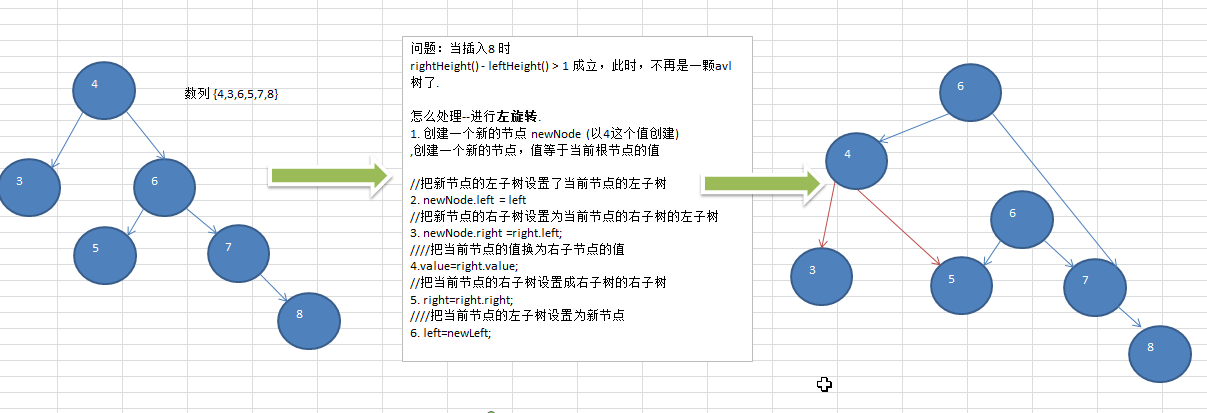 4
数列 {4,3,6,5,7,8}
3
6
5
7
8
问题：当插入8 时
rightHeight() - leftHeight() > 1 成立，此时，不再是一颗avl
树了.
怎么处理--进行左旋转.
1. 创建一个新的节点 newNode (以4这个值创建)
,创建一个新的节点，值等于当前根节点的值
//把新节点的左子树设置了当前节点的左子树
2. newNode.left = left
//把新节点的右子树设置为当前节点的右子树的左子树
3. newNode.right =right.left;
////把当前节点的值换为右子节点的值
4.value=right.value;
//把当前节点的右子树设置成右子树的右子树
5. right=right.right;
////把当前节点的左子树设置为新节点
6. left=newLeft;
6
4
6
3
5
7
8